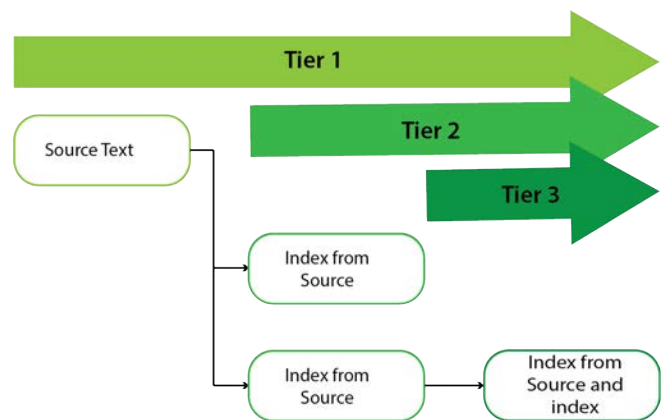 Tier 1
Tier 2
Source Text
Tier 3
Index from
Source
Index from
Source
Index from
Source and
index